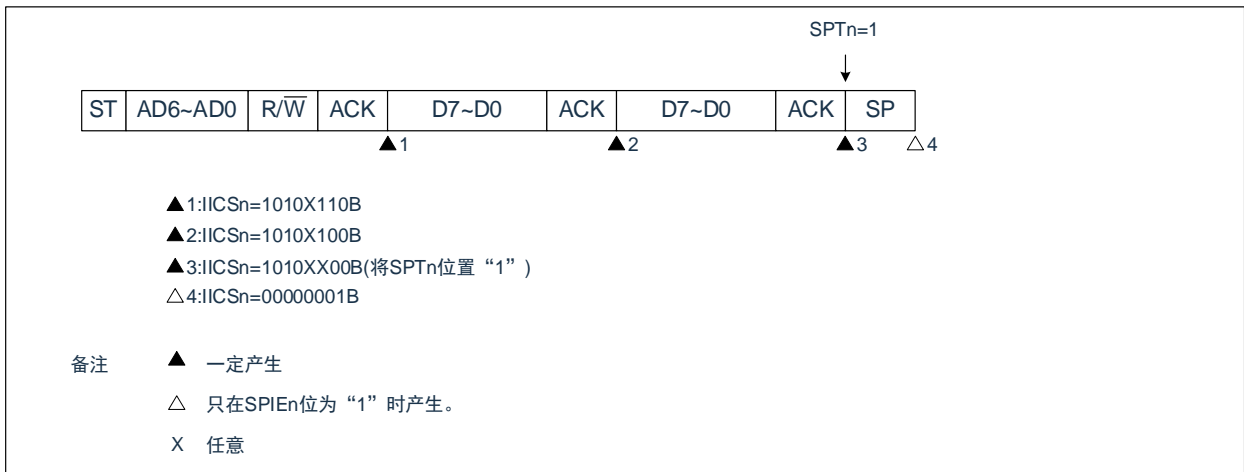 SPTn=1
ST AD6~AD0 R/W̅ ACK D7~D0 ACK D7~D0 ACK SP
▲1 ▲2 ▲3 △4
▲1:IICSn=1010X110B
▲2:IICSn=1010X100B
▲3:IICSn=1010XX00B(将SPTn位置“1”)
△4:IICSn=00000001B
备注 ▲ 一定产生
△ 只在SPIEn位为“1”时产生。
X 任意